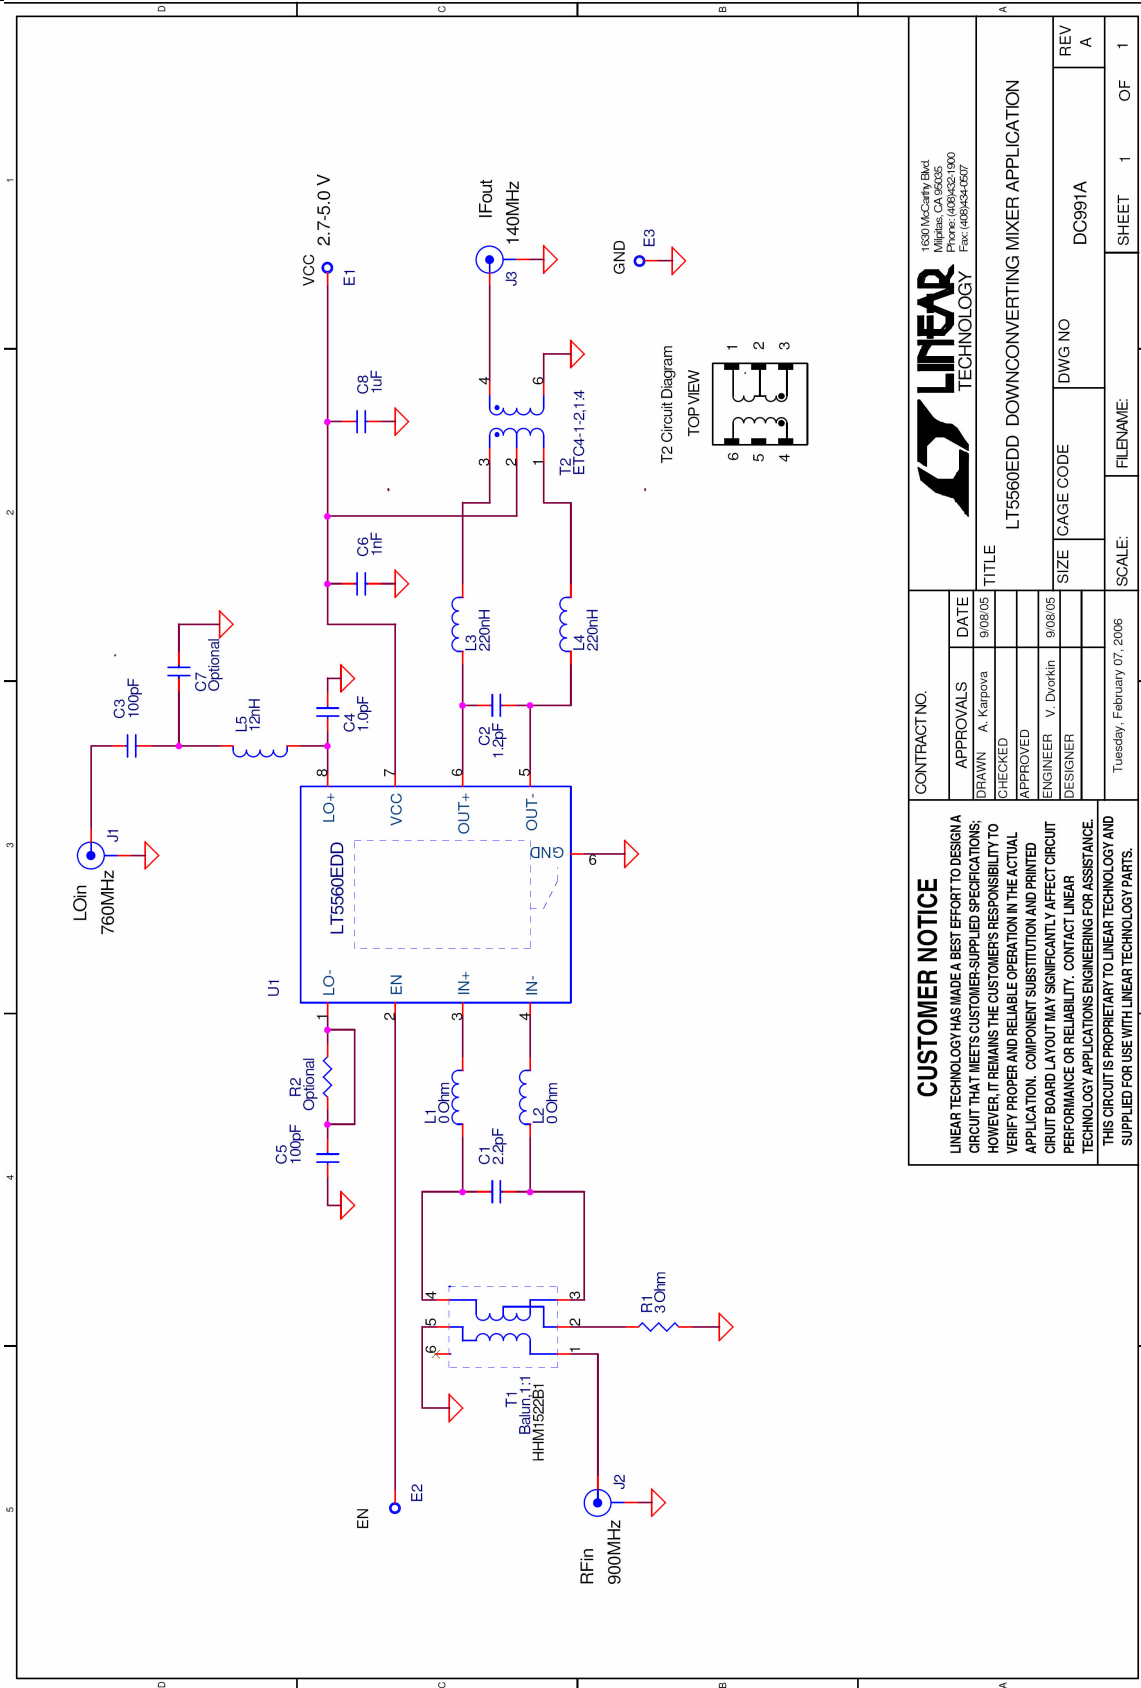 5
4
3
2
1
D
C
B
A
D
C
B
A
LOin
760MHz
J1
C3
100pF
C7
Optional
L5
12nH
C4
1.0pF
VCC 2.7-5.0 V
E1
C8
1uF
C6
1nF
C5
100pF
R2
Optional
U1
LT5560EDD
LO-
EN
IN+
IN-
LO+
VCC
OUT+
OUT-
GND
1
2
3
4
8
7
6
5
9
EN
E2
L1
0 Ohm
L2
0 Ohm
C1
2.2pF
C2
1.2pF
L3
220nH
L4
220nH
3
2
1
4
6
T2
ETC4-1-2,1:4
IFout
140MHz
J3
GND
E3
T1
Balun,1:1
HHM1522B1
6
5
4
1
2
3
R1
3 Ohm
RFin
900MHz
J2
T2 Circuit Diagram
TOP VIEW
6
5
4
1
2
3
CUSTOMER NOTICE
LINEAR TECHNOLOGY HAS MADE A BEST EFFORT TO DESIGN A
CIRCUIT THAT MEETS CUSTOMER-SUPPLIED SPECIFICATIONS;
HOWEVER, IT REMAINS THE CUSTOMER'S RESPONSIBILITY TO
VERIFY PROPER AND RELIABLE OPERATION IN THE ACTUAL
APPLICATION. COMPONENT SUBSTITUTION AND PRINTED
CIRUIT BOARD LAYOUT MAY SIGNIFICANTLY AFFECT CIRCUIT
PERFORMANCE OR RELIABILITY. CONTACT LINEAR
TECHNOLOGY APPLICATIONS ENGINEERING FOR ASSISTANCE.
THIS CIRCUIT IS PROPRIETARY TO LINEAR TECHNOLOGY AND
SUPPLIED FOR USE WITH LINEAR TECHNOLOGY PARTS.
CONTRACT NO.
APPROVALS DATE
DRAWN A. Karpova 9/08/05
CHECKED
APPROVED
ENGINEER V. Dvorkin 9/08/05
DESIGNER
Tuesday, February 07, 2006
LINEAR
TECHNOLOGY
1630 McCarthy Blvd.
Milpitas, CA 95035
Phone: (408)432-1900
Fax: (408)434-0507
TITLE
LT5560EDD DOWNCONVERTING MIXER APPLICATION
SIZE
CAGE CODE
DWG NO
DC991A
REV
A
SCALE:
FILENAME:
SHEET 1 OF 1